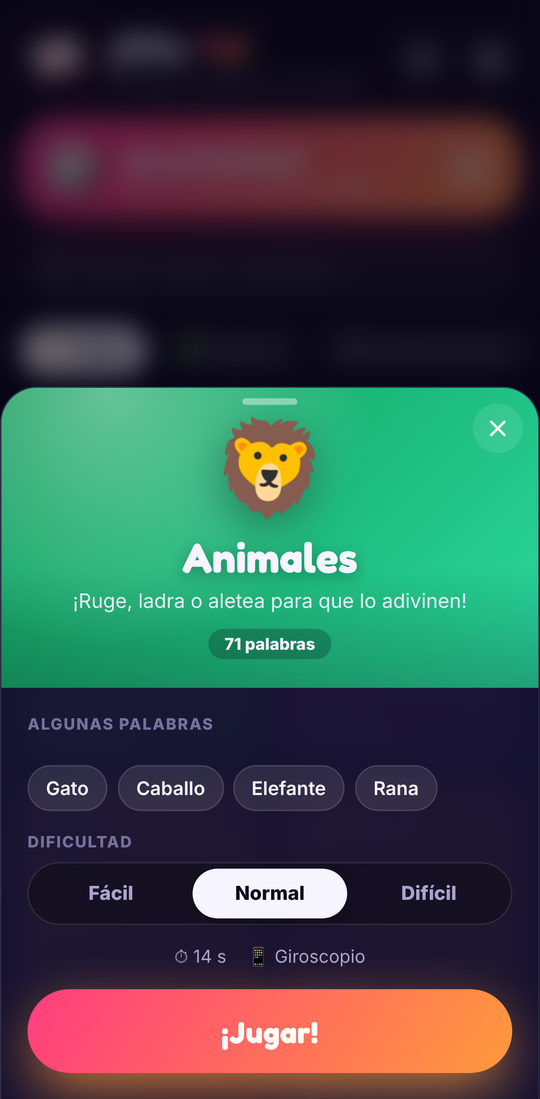 Animales
¡Ruge, ladra o aletea para que lo adivinen!
71 palabras
ALGUNAS PALABRAS
Gato Caballo Elefante Rana
DIFICULTAD
Fácil Normal Difícil
14 s Giroscopio
¡Jugar!